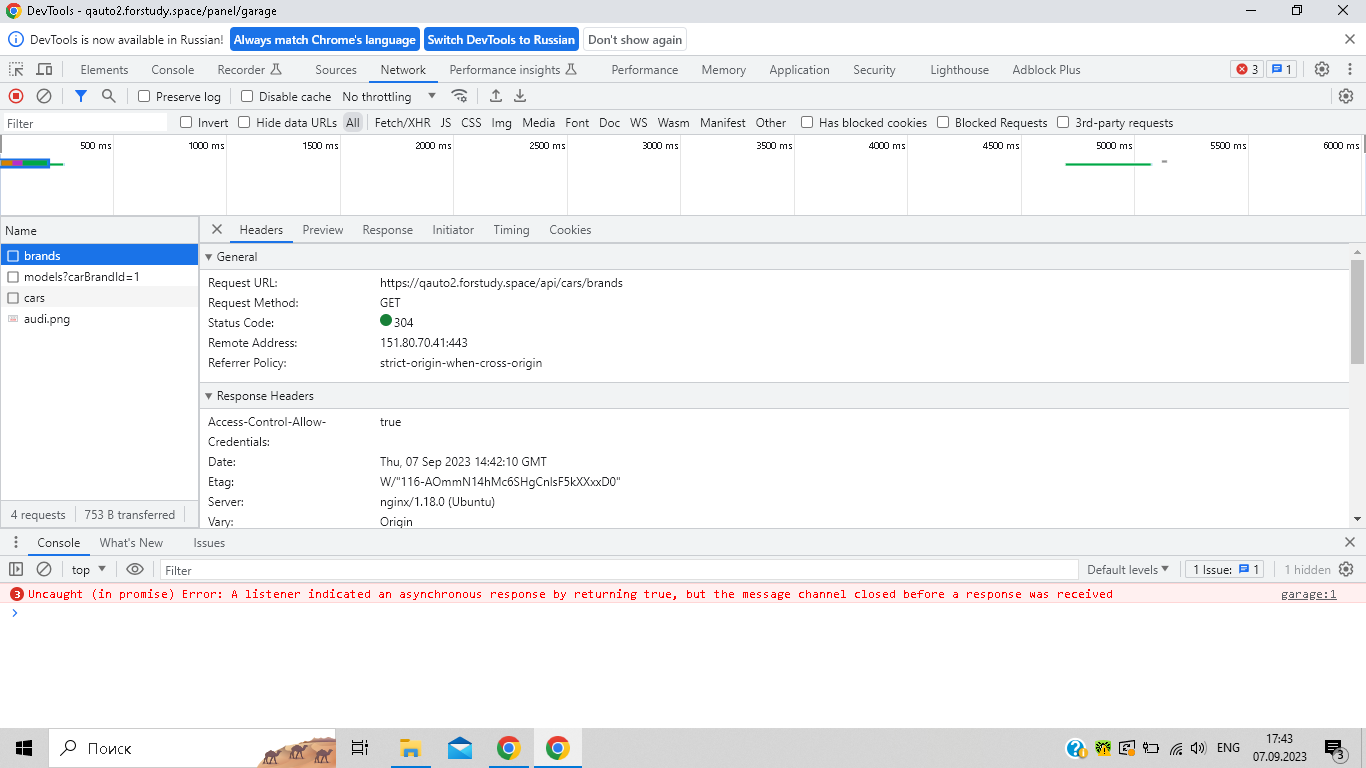 DevTools - qauto2.forstudy.space/panel/garage
DevTools is now available in Russian! Always match Chrome's language Switch DevTools to Russian Don't show again
Elements Console Recorder Sources Network Performance insights Performance Memory Application Security Lighthouse Adblock Plus 3 1
Preserve log Disable cache No throttling
Filter Invert Hide data URLs All Fetch/XHR JS CSS Img Media Font Doc WS Wasm Manifest Other Has blocked cookies Blocked Requests 3rd-party requests
500 ms 1000 ms 1500 ms 2000 ms 2500 ms 3000 ms 3500 ms 4000 ms 4500 ms 5000 ms 5500 ms 6000 ms
Name
brands
models?carBrandId=1
cars
audi.png
4 requests 753 B transferred
Headers Preview Response Initiator Timing Cookies
General
Request URL: https://qauto2.forstudy.space/api/cars/brands
Request Method: GET
Status Code: 304
Remote Address: 151.80.70.41:443
Referrer Policy: strict-origin-when-cross-origin
Response Headers
Access-Control-Allow- true
Credentials:
Date: Thu, 07 Sep 2023 14:42:10 GMT
Etag: W/"116-AOmmN14hMc6SHgCnIsF5kXXxxD0"
Server: nginx/1.18.0 (Ubuntu)
Vary: Origin
Console What's New Issues
top Filter Default levels 1 Issue: 1 1 hidden
3 Uncaught (in promise) Error: A listener indicated an asynchronous response by returning true, but the message channel closed before a response was received garage:1
Поиск
ENG
17:43
07.09.2023
3